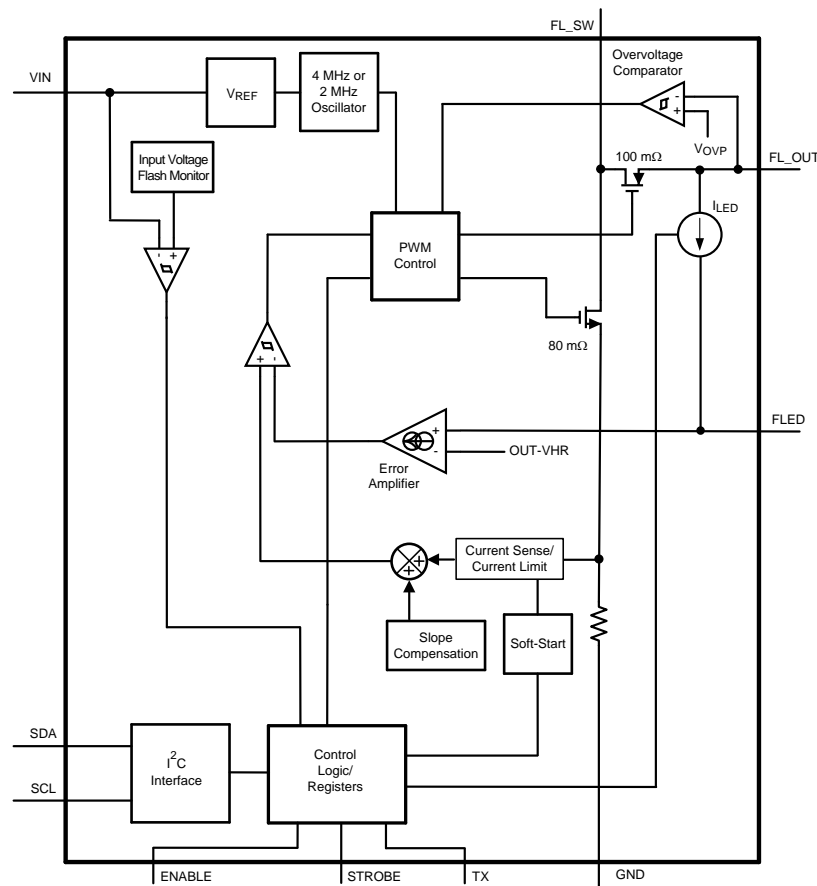 FL_SW
Overvoltage
Comparator
VIN
VREF
4 MHz or
2 MHz
Oscillator
-
+
VOVP
100 mΩ
FL_OUT
Input Voltage
Flash Monitor
ILED
- +
PWM
Control
80 mΩ
+ -
FLED
+
-
OUT-VHR
Error
Amplifier
Current Sense/
Current Limit
+
+
Slope
Compensation
Soft-Start
SDA
I2C
Interface
Control
Logic/
Registers
SCL
ENABLE
STROBE
TX
GND